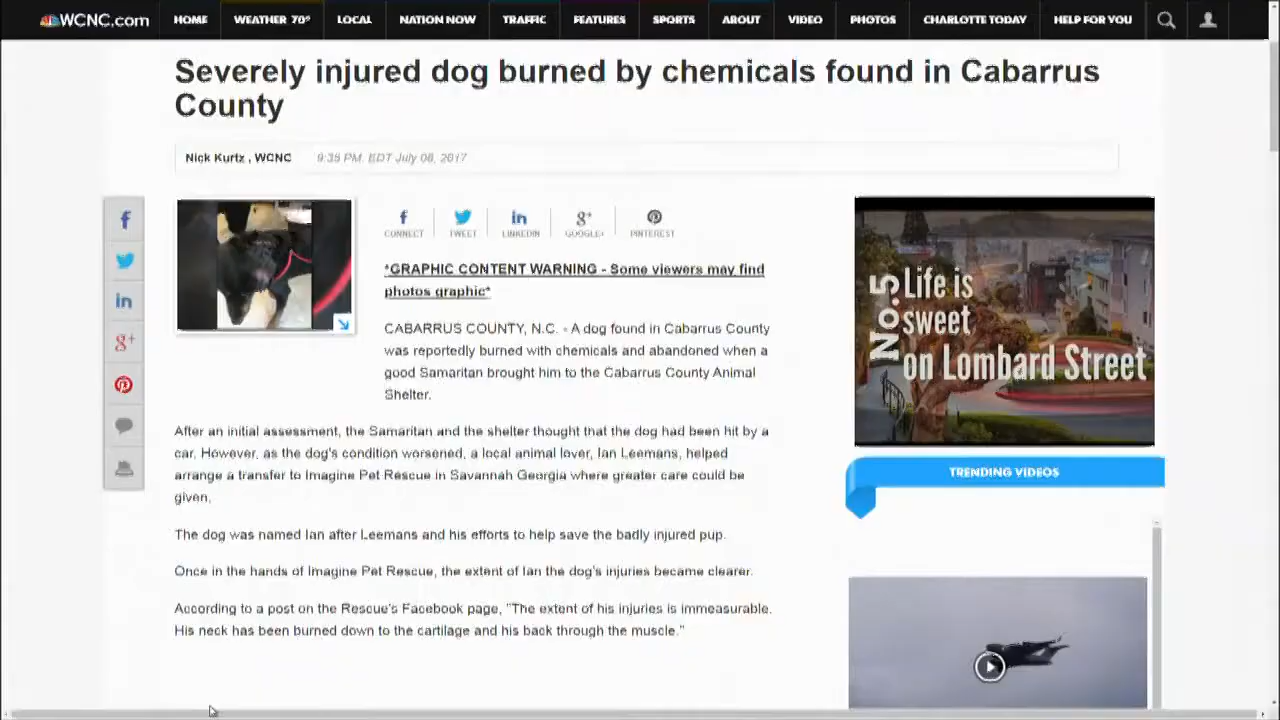 WCNC.com HOME WEATHER 70° LOCAL NATION NOW TRAFFIC FEATURES SPORTS ABOUT VIDEO PHOTOS CHARLOTTE TODAY HELP FOR YOU
Severely injured dog burned by chemicals found in Cabarrus
County
Nick Kurtz , WCNC 9:35 PM. EDT July 08, 2017
f
in
g+
f
in
g+
CONNECT TWEET LINKEDIN GOOGLE+ PINTEREST
*GRAPHIC CONTENT WARNING - Some viewers may find
photos graphic*
CABARRUS COUNTY, N.C. - A dog found in Cabarrus County
was reportedly burned with chemicals and abandoned when a
good Samaritan brought him to the Cabarrus County Animal
Shelter.
After an initial assessment, the Samaritan and the shelter thought that the dog had been hit by a
car. However, as the dog's condition worsened, a local animal lover, Ian Leemans, helped
arrange a transfer to Imagine Pet Rescue in Savannah Georgia where greater care could be
given.
The dog was named Ian after Leemans and his efforts to help save the badly injured pup.
Once in the hands of Imagine Pet Rescue, the extent of Ian the dog's injuries became clearer.
According to a post on the Rescue's Facebook page, "The extent of his injuries is immeasurable.
His neck has been burned down to the cartilage and his back through the muscle."
No.5
Life is
sweet
on Lombard Street
TRENDING VIDEOS